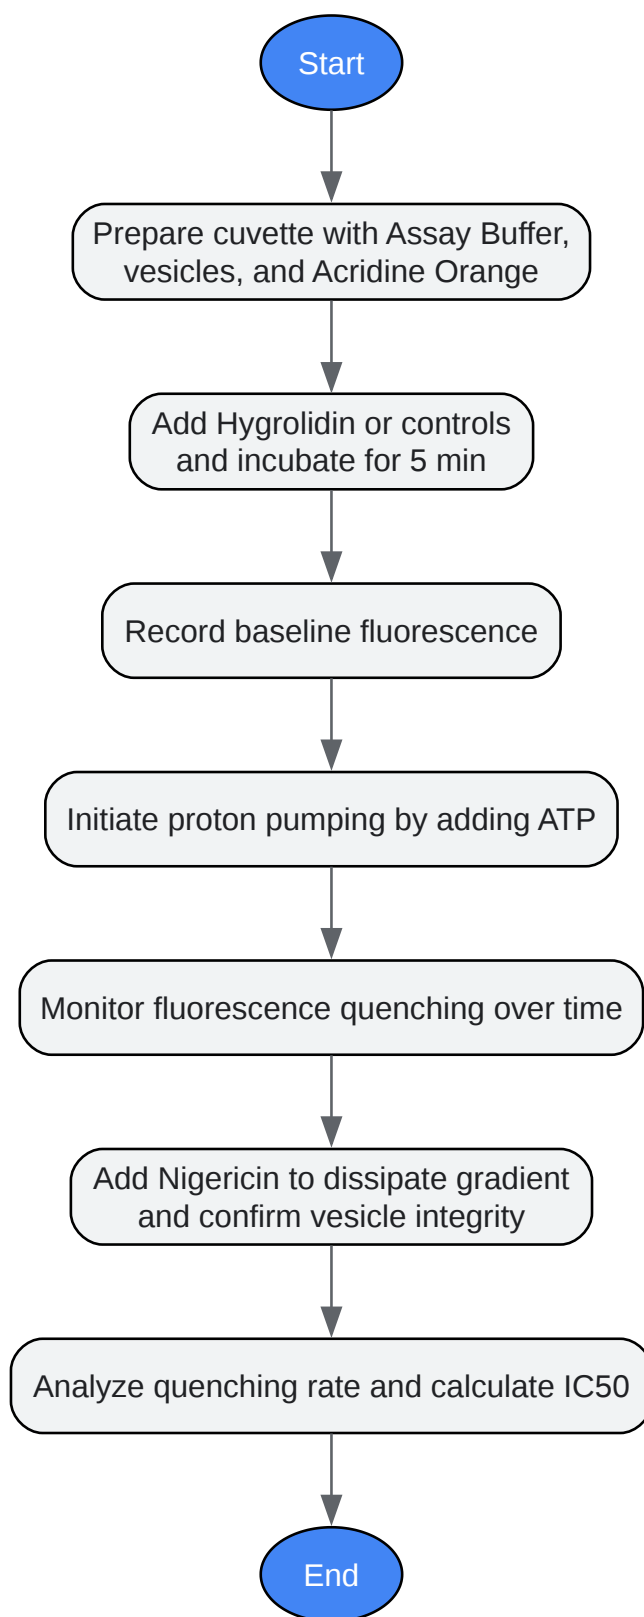 Start
Prepare cuvette with Assay Buffer,
vesicles, and Acridine Orange
Add Hygrolidin or controls
and incubate for 5 min
Record baseline fluorescence
Initiate proton pumping by adding ATP
Monitor fluorescence quenching over time
Add Nigericin to dissipate gradient
and confirm vesicle integrity
Analyze quenching rate and calculate IC50
End